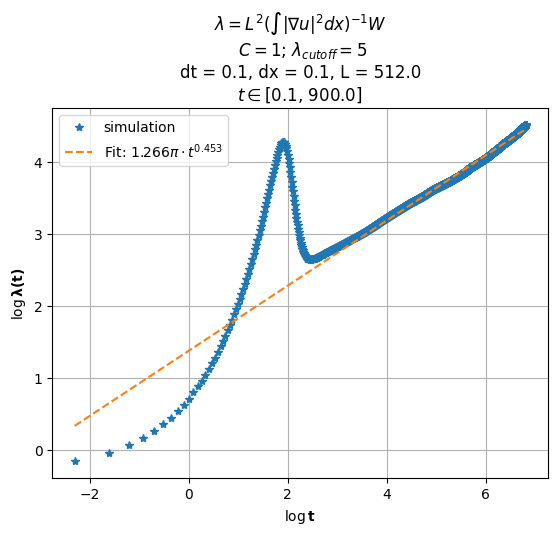 λ = L²(∫|∇u|²dx)⁻¹W
C = 1; λ_cutoff = 5
dt = 0.1, dx = 0.1, L = 512.0
t ∈ [0.1, 900.0]
simulation
Fit: 1.266π · t^0.453
log λ(t)
4
3
2
1
0
−2
0
2
4
6
log t